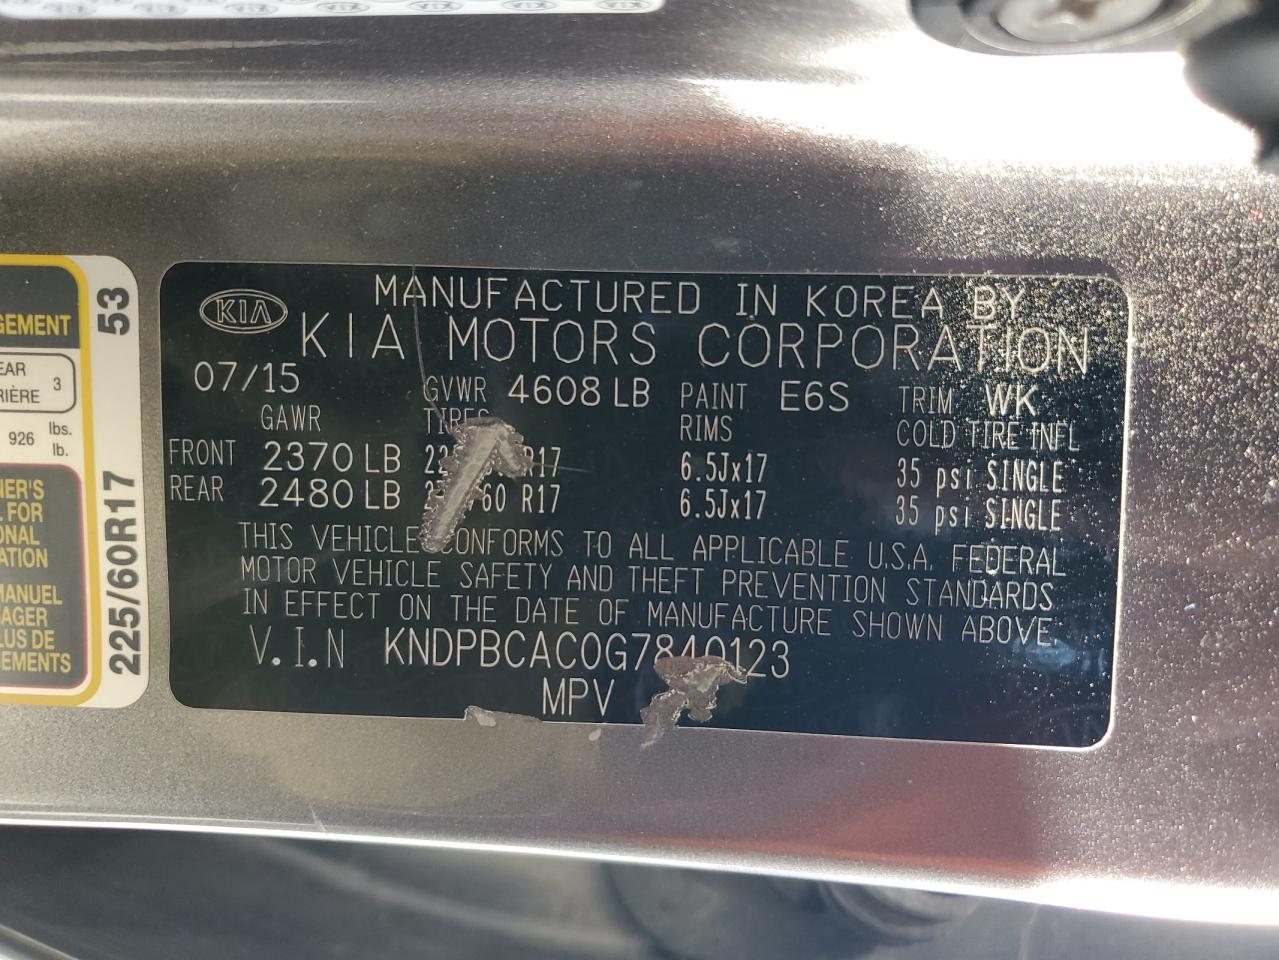 KIA
MANUFACTURED IN KOREA BY
KIA MOTORS CORPORATION
07/15 GVWR 4608 LB PAINT E6S TRIM WK
GAWR TIRES RIMS COLD TIRE INFL
FRONT 2370 LB R17 6.5Jx17 35 psi SINGLE
REAR 2480 LB /60 R17 6.5Jx17 35 psi SINGLE
THIS VEHICLE CONFORMS TO ALL APPLICABLE U.S.A. FEDERAL
MOTOR VEHICLE SAFETY AND THEFT PREVENTION STANDARDS
IN EFFECT ON THE DATE OF MANUFACTURE SHOWN ABOVE
V.I.N KNDPBCAC0G7840123
MPV
GEMENT
EAR
RIÈRE 3
926 lbs.
lb.
NER'S
FOR
ONAL
ATION
MANUEL
AGER
LUS DE
GEMENTS
225/60R17 53